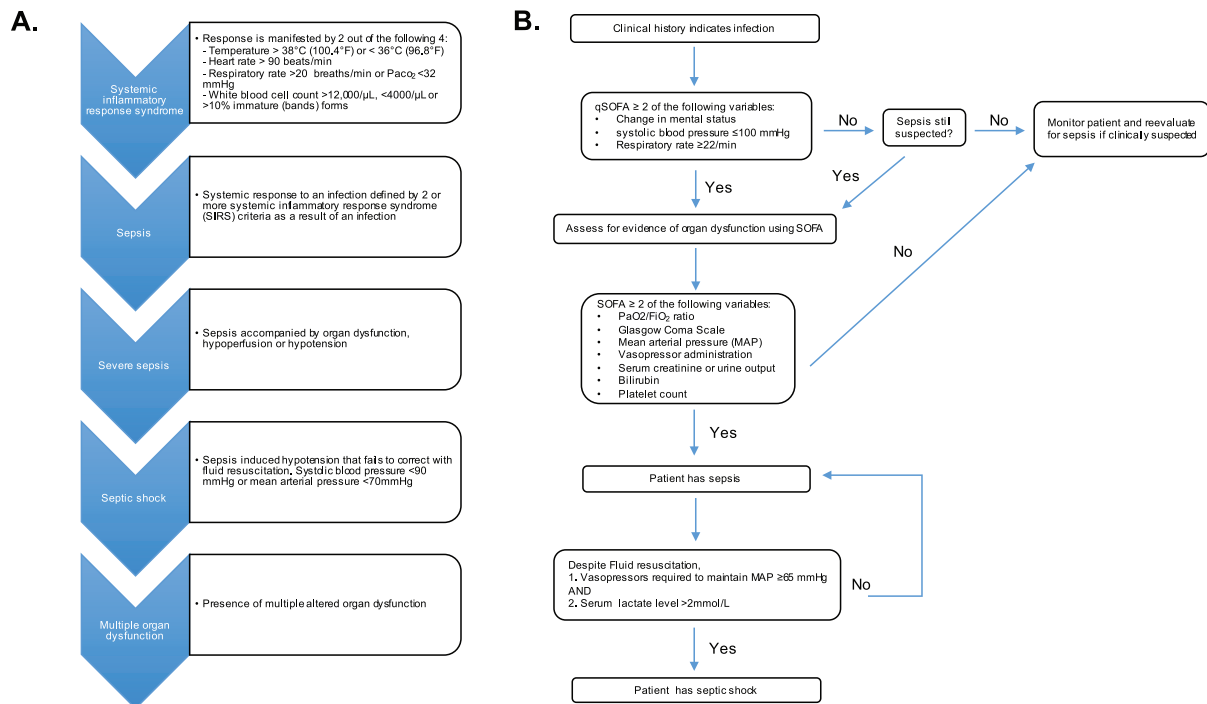 A.
Systemic
inflammatory
response syndrome
• Response is manifested by 2 out of the following 4:
- Temperature > 38°C (100.4°F) or < 36°C (96.8°F)
- Heart rate > 90 beats/min
- Respiratory rate >20 breaths/min or Paco₂ <32
mmHg
- White blood cell count >12,000/µL, <4000/µL or
>10% immature (bands) forms
Sepsis
• Systemic response to an infection defined by 2 or
more systemic inflammatory response syndrome
(SIRS) criteria as a result of an infection
Severe sepsis
• Sepsis accompanied by organ dysfunction,
hypoperfusion or hypotension
Septic shock
• Sepsis induced hypotension that fails to correct with
fluid resuscitation. Systolic blood pressure <90
mmHg or mean arterial pressure <70mmHg
Multiple organ
dysfunction
• Presence of multiple altered organ dysfunction
B.
Clinical history indicates infection
qSOFA ≥ 2 of the following variables:
• Change in mental status
• systolic blood pressure ≤100 mmHg
• Respiratory rate ≥22/min
No
Sepsis still
suspected?
No
Monitor patient and reevaluate
for sepsis if clinically suspected
Yes
Yes
Assess for evidence of organ dysfunction using SOFA
No
SOFA ≥ 2 of the following variables:
• PaO2/FiO₂ ratio
• Glasgow Coma Scale
• Mean arterial pressure (MAP)
• Vasopressor administration
• Serum creatinine or urine output
• Bilirubin
• Platelet count
Yes
Patient has sepsis
Despite Fluid resuscitation,
1. Vasopressors required to maintain MAP ≥65 mmHg
AND
2. Serum lactate level >2mmol/L
No
Yes
Patient has septic shock